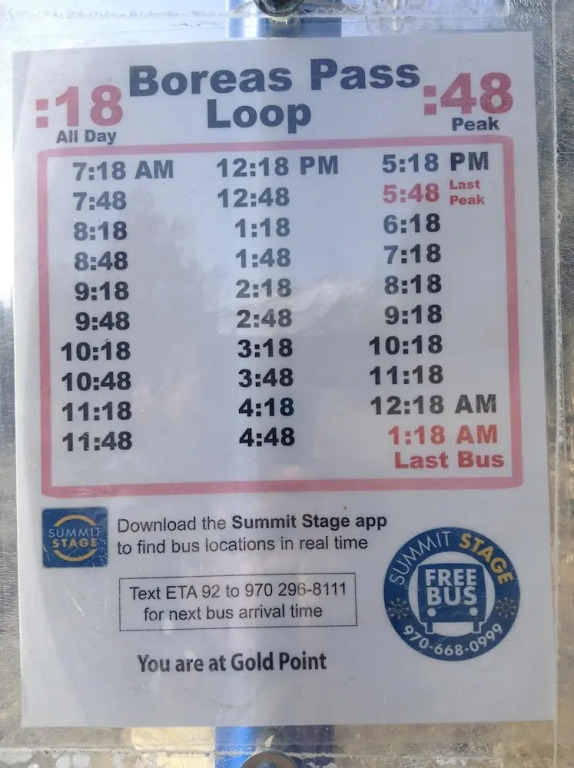 :18 Boreas Pass :48
All Day Loop Peak
7:18 AM 12:18 PM 5:18 PM
7:48 12:48 5:48 Last Peak
8:18 1:18 6:18
8:48 1:48 7:18
9:18 2:18 8:18
9:48 2:48 9:18
10:18 3:18 10:18
10:48 3:48 11:18
11:18 4:18 12:18 AM
11:48 4:48 1:18 AM
Last Bus
SUMMIT
STAGE
Download the Summit Stage app
to find bus locations in real time
Text ETA 92 to 970 296-8111
for next bus arrival time
You are at Gold Point
SUMMIT STAGE
FREE
BUS
970-668-0999